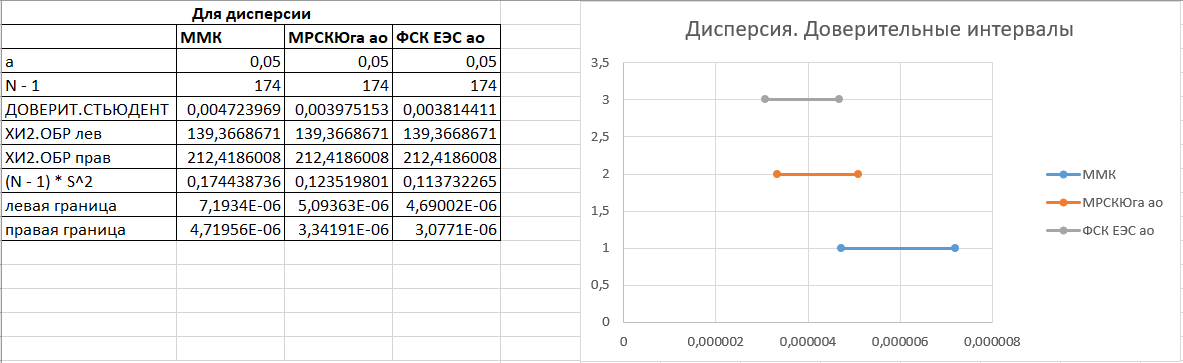 Для дисперсии
ММК МРСКЮга ао ФСК ЕЭС ао
a 0,05 0,05 0,05
N - 1 174 174 174
ДОВЕРИТ.СТЬЮДЕНТ 0,004723969 0,003975153 0,003814411
ХИ2.ОБР лев 139,3668671 139,3668671 139,3668671
ХИ2.ОБР прав 212,4186008 212,4186008 212,4186008
(N - 1) * S^2 0,174438736 0,123519801 0,113732265
левая граница 7,1934E-06 5,09363E-06 4,69002E-06
правая граница 4,71956E-06 3,34191E-06 3,0771E-06
Дисперсия. Доверительные интервалы
3,5
3
2,5
2
1,5
1
0,5
0
0 0,000002 0,000004 0,000006 0,000008
ММК
МРСКЮга ао
ФСК ЕЭС ао